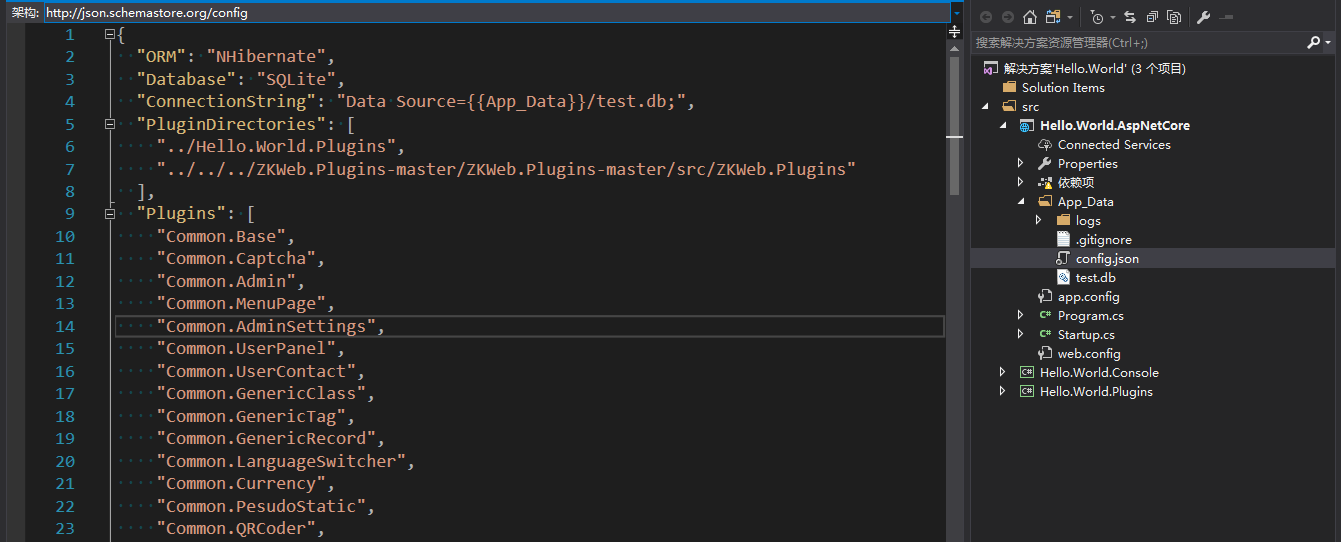 架构: http://json.schemastore.org/config
1 {
2 "ORM": "NHibernate",
3 "Database": "SQLite",
4 "ConnectionString": "Data Source={{App_Data}}/test.db;",
5 "PluginDirectories": [
6 "../Hello.World.Plugins",
7 "../../../ZKWeb.Plugins-master/ZKWeb.Plugins-master/src/ZKWeb.Plugins"
8 ],
9 "Plugins": [
10 "Common.Base",
11 "Common.Captcha",
12 "Common.Admin",
13 "Common.MenuPage",
14 "Common.AdminSettings",
15 "Common.UserPanel",
16 "Common.UserContact",
17 "Common.GenericClass",
18 "Common.GenericTag",
19 "Common.GenericRecord",
20 "Common.LanguageSwitcher",
21 "Common.Currency",
22 "Common.PesudoStatic",
23 "Common.QRCoder",
搜索解决方案资源管理器(Ctrl+;)
解决方案'Hello.World' (3 个项目)
Solution Items
src
Hello.World.AspNetCore
Connected Services
Properties
依赖项
App_Data
logs
.gitignore
config.json
test.db
app.config
C# Program.cs
C# Startup.cs
web.config
C# Hello.World.Console
C# Hello.World.Plugins